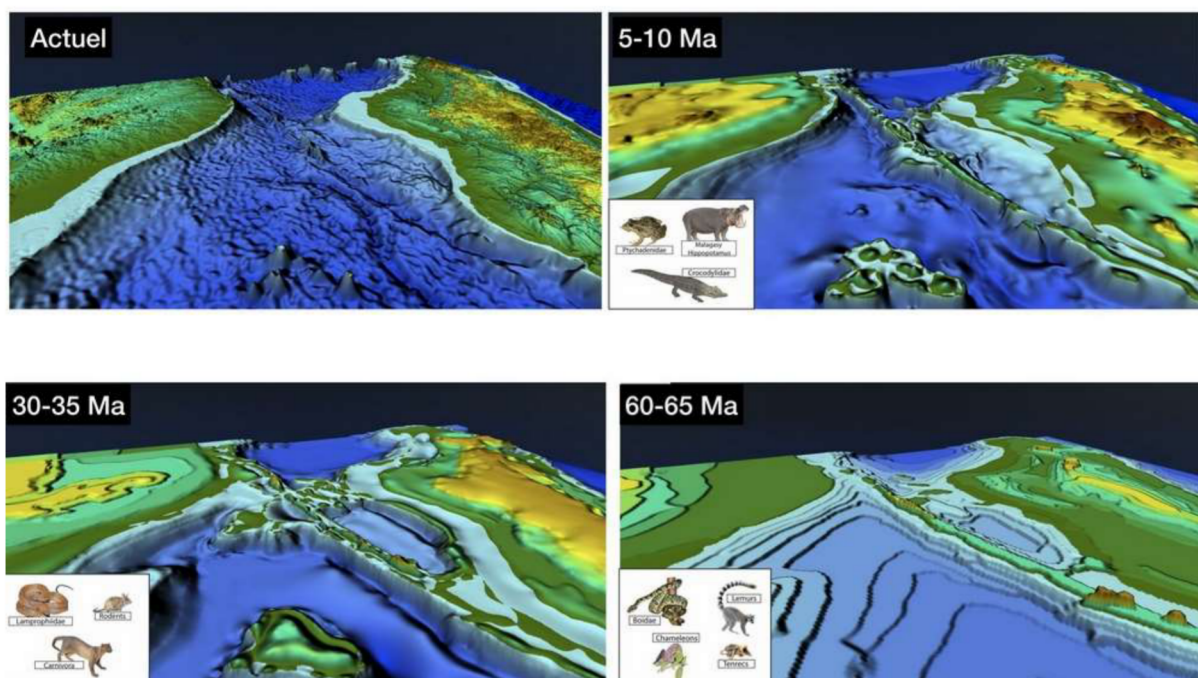 Actuel
5-10 Ma
Ptychadenidae
Malagasy
Hippopotamus
Crocodylidae
30-35 Ma
Lamprophiidae
Rodents
Carnivora
60-65 Ma
Boidae
Lemurs
Chameleons
Tenrecs